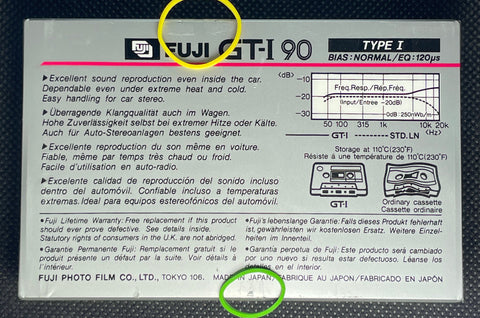 FUJI GT-I 90
TYPE I
BIAS: NORMAL/EQ: 120μs
▶Excellent sound reproduction even inside the car.
Dependable even under extreme heat and cold.
Easy handling for car stereo.
▶Überragende Klangqualität auch im Wagen.
Hohe Zuverlässigkeit selbst bei extremer Hitze oder Kälte.
Auch für Auto-Stereoanlagen bestens geeignet.
▶Excellente reproduction du son même en voiture.
Fiable, même par temps très chaud ou froid.
Facile d'utilisation en auto-radio.
▶Excelente calidad de reproducción del sonido incluso
dentro del automóvil. Confiable incluso a temperaturas
extremas. Ideal para equipos estereofónicos del automóvil.
(dB)
-10
-20
-30
Freq. Resp./Rép. Freq.
(Input/Entrée -20dB)
0dB: 250nWb/m
50 100 315 1k 10k 20k
(Hz)
GT-I STD. LN
Storage at 110°C(230°F)
Résiste à une température de 110°C(230°F)
GT-I
Ordinary cassette
Cassette ordinaire
•Fuji Lifetime Warranty: Free replacement if this product
should ever prove defective. See details inside.
Statutory rights of consumers in the U.K. are not abridged.
•Garantie Permanente Fuji: Remplacement gratuit si le
produit présente un défaut par la suite. Voir détails à
l'intérieur.
•Fuji's lebenslange Garantie: Falls dieses Produkt fehlerhaft
ist, gewährleisten wir kostenlosen Ersatz. Weitere Einzel-
heiten im Innern.
•Garantía perpetua de Fuji: Este producto será cambiado
por uno nuevo si resulta estar defectuoso. Léanse los
detalles en el interior.
FUJI PHOTO FILM CO., LTD., TOKYO 106. MADE IN JAPAN/FABRIQUE AU JAPON/FABRICADO EN JAPÓN